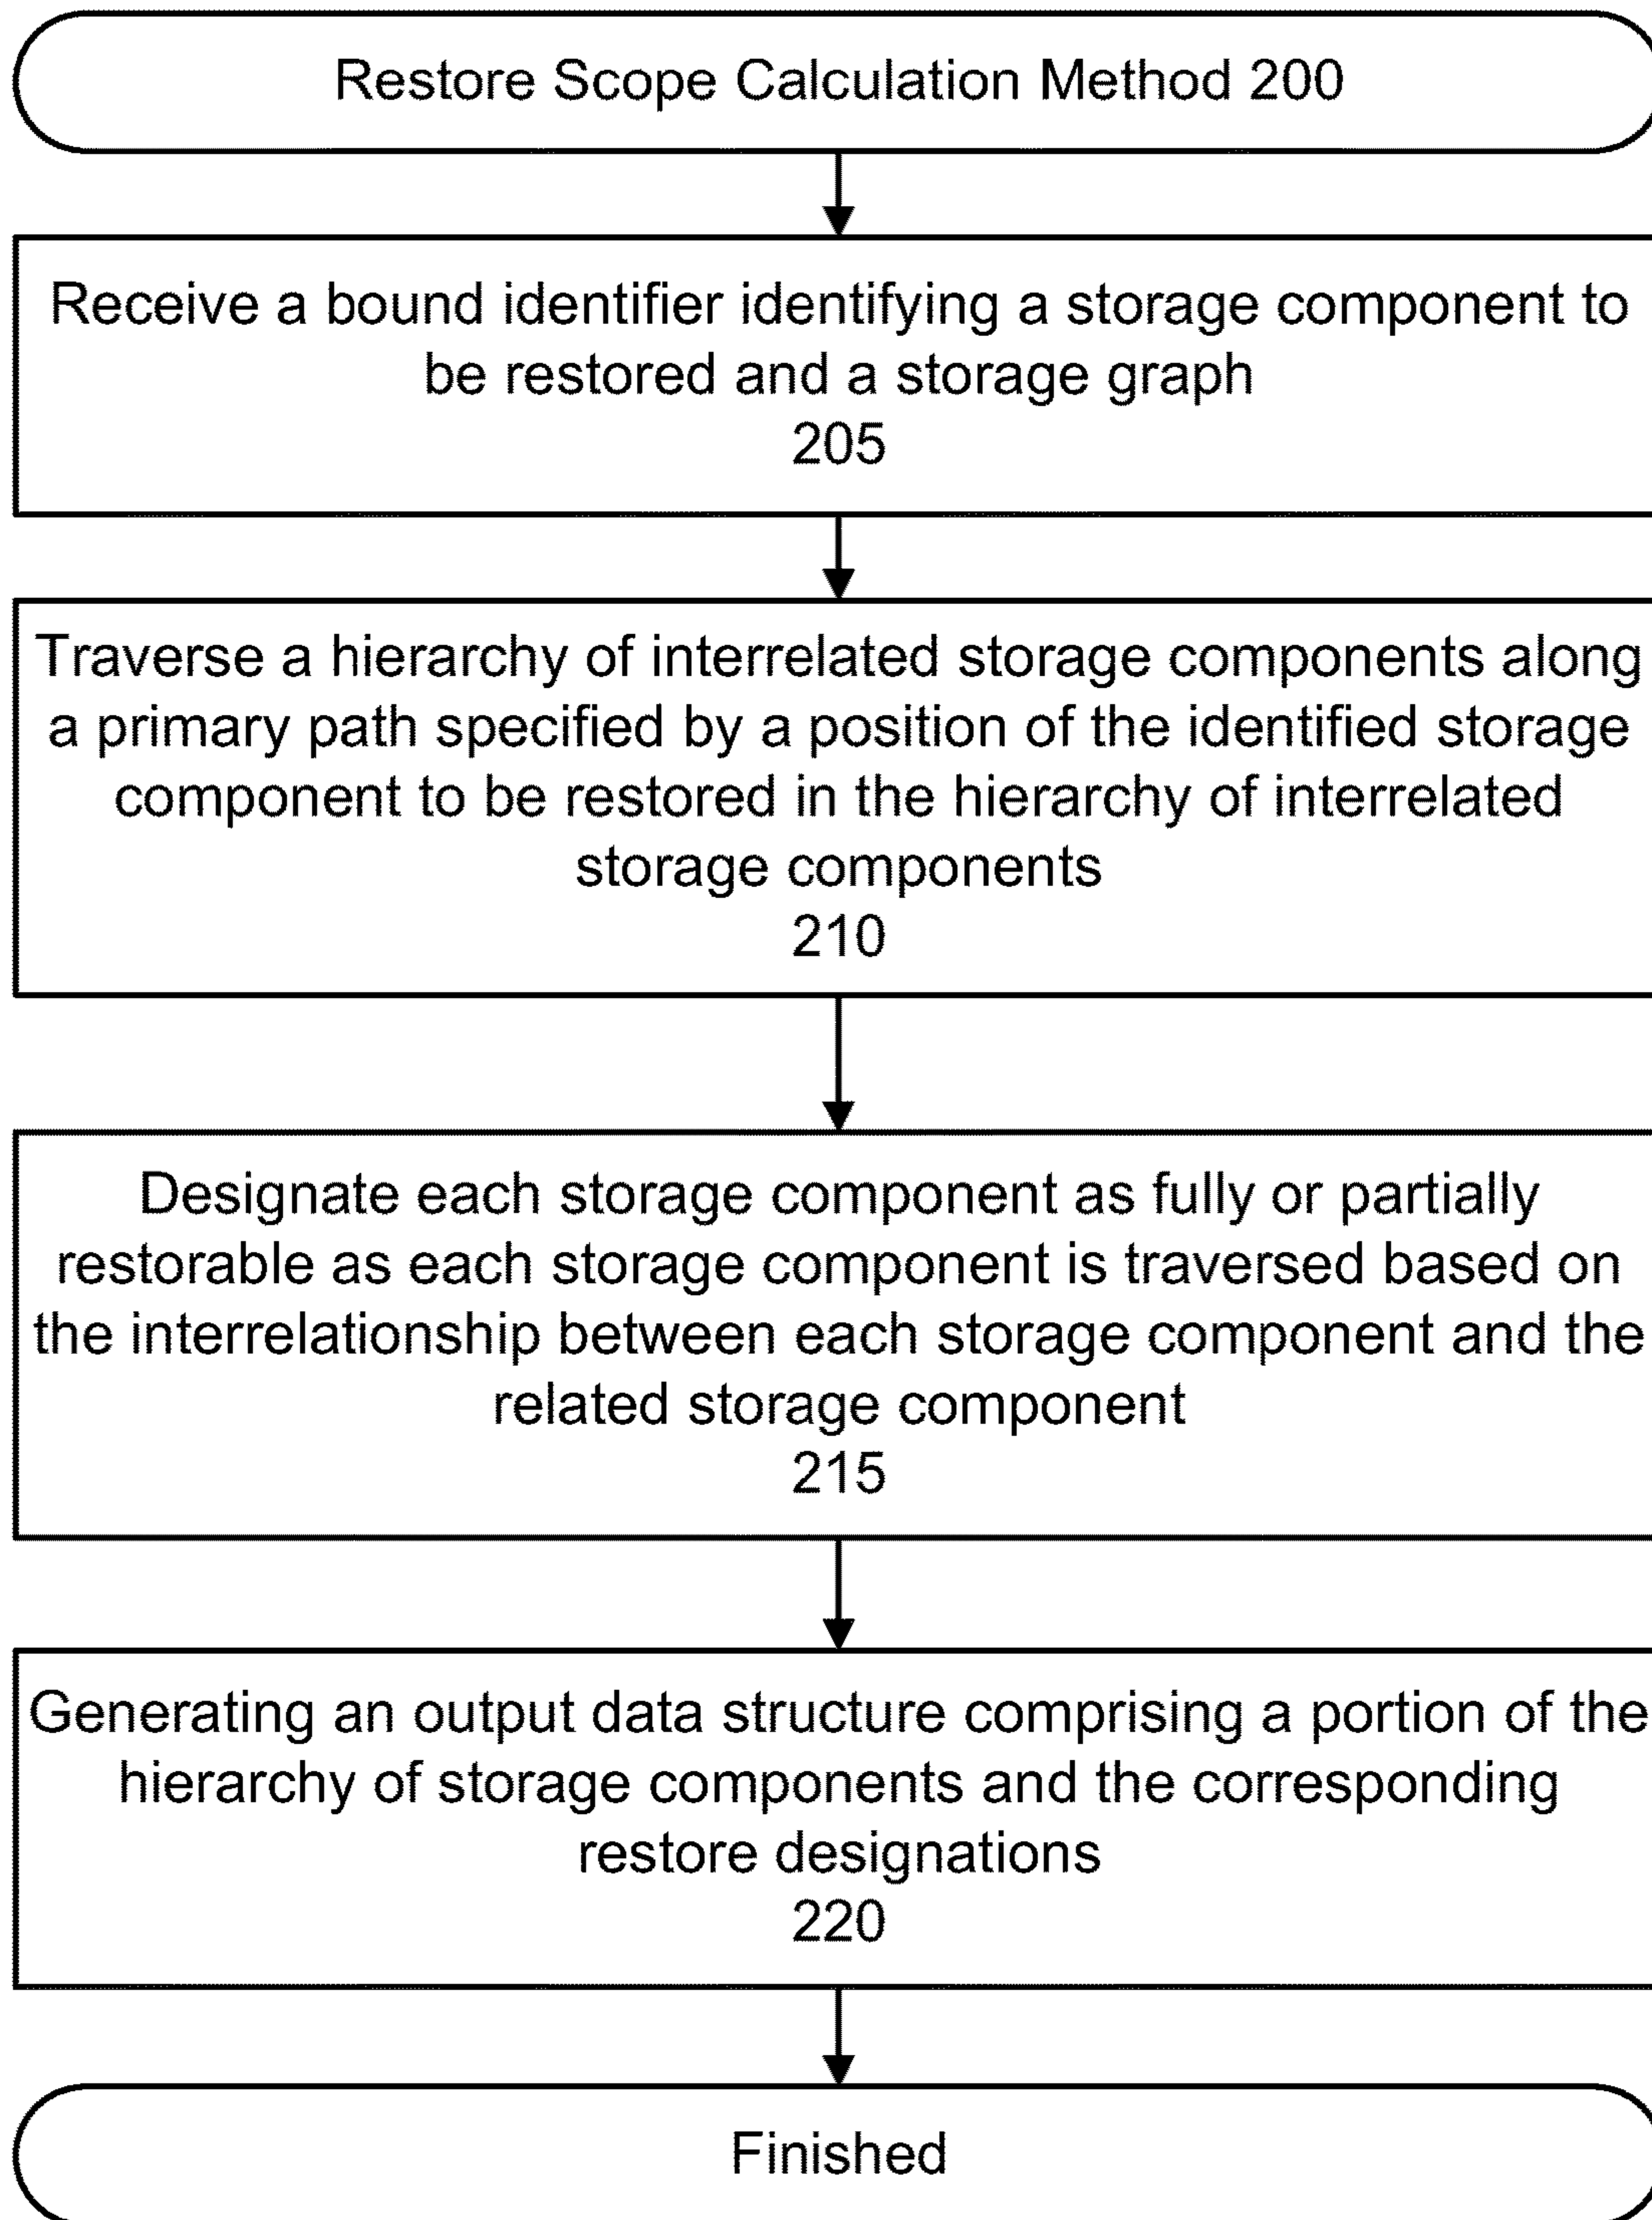 Restore Scope Calculation Method 200
Receive a bound identifier identifying a storage component to
be restored and a storage graph
205
Traverse a hierarchy of interrelated storage components along
a primary path specified by a position of the identified storage
component to be restored in the hierarchy of interrelated
storage components
210
Designate each storage component as fully or partially
restorable as each storage component is traversed based on
the interrelationship between each storage component and the
related storage component
215
Generating an output data structure comprising a portion of the
hierarchy of storage components and the corresponding
restore designations
220
Finished